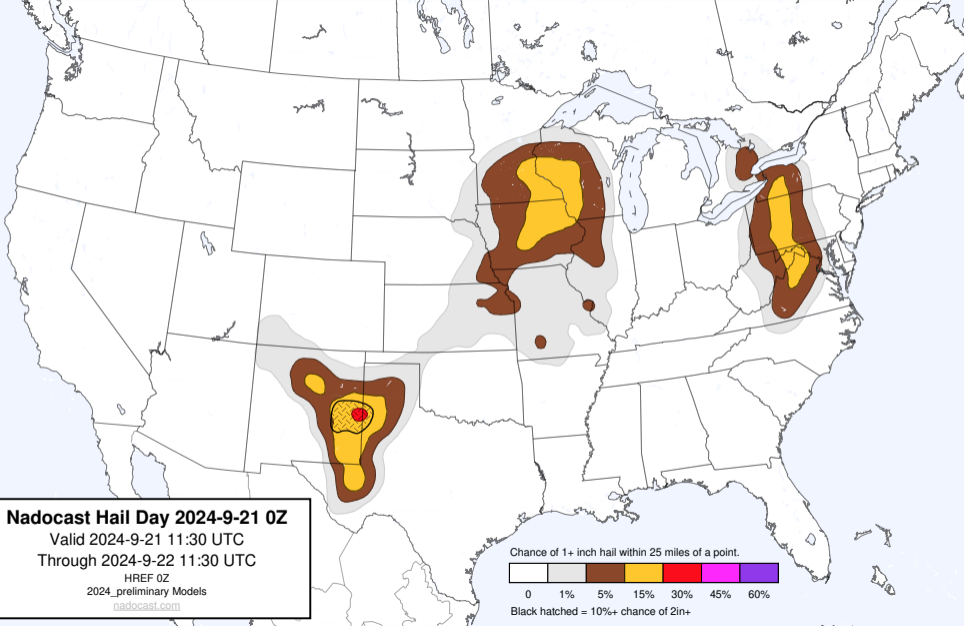 Nadocast Hail Day 2024-9-21 0Z
Valid 2024-9-21 11:30 UTC
Through 2024-9-22 11:30 UTC
HREF 0Z
2024_preliminary Models
nadocast.com
Chance of 1+ inch hail within 25 miles of a point.
0 1% 5% 15% 30% 45% 60%
Black hatched = 10%+ chance of 2in+